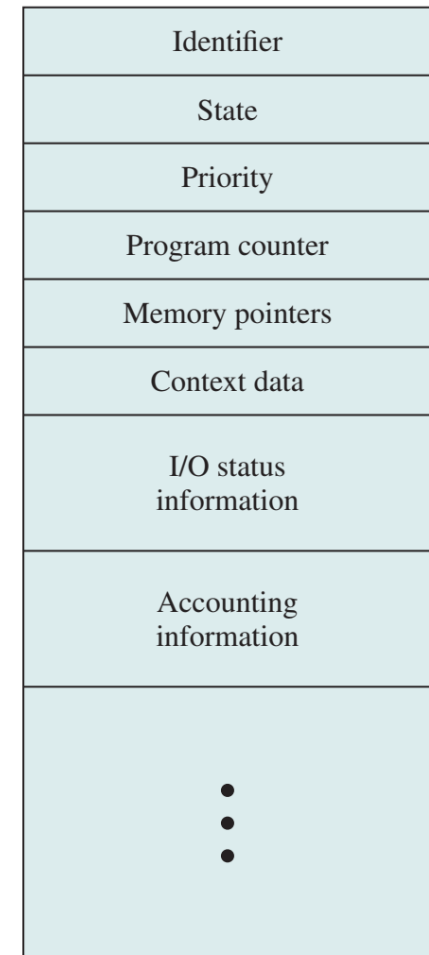 Identifier
State
Priority
Program counter
Memory pointers
Context data
I/O status
information
Accounting
information